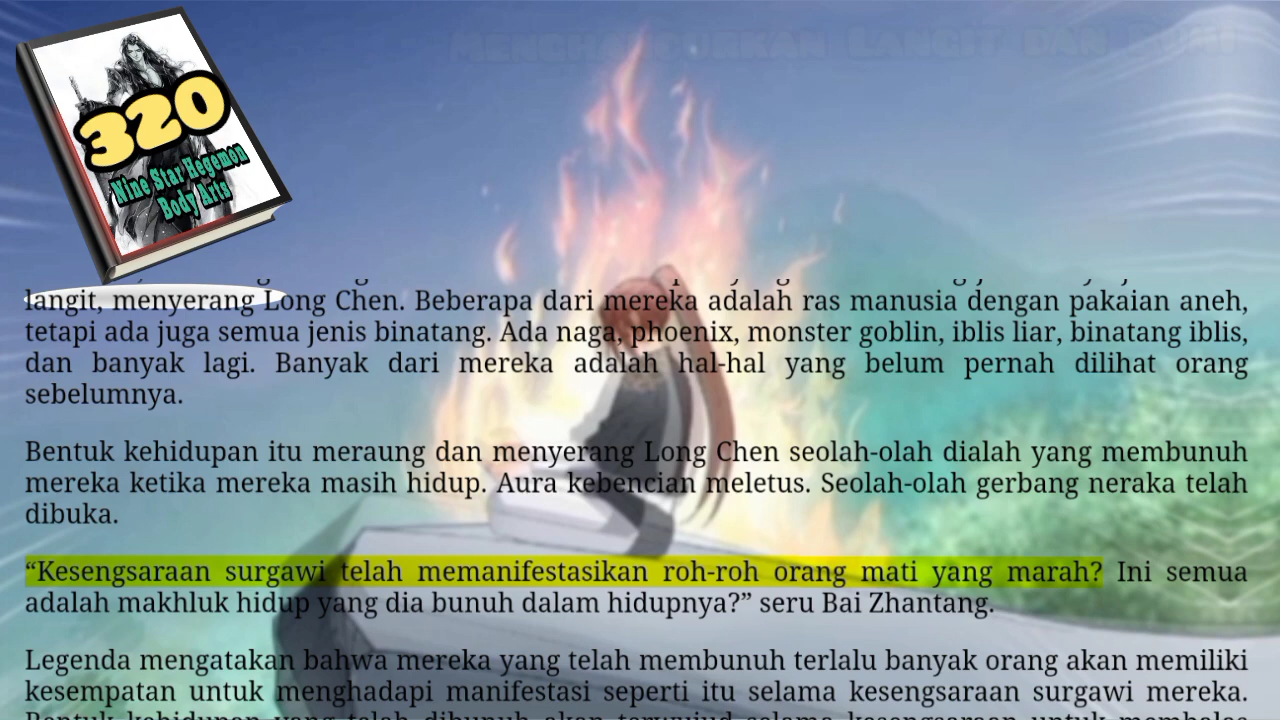 MENGHANCURKAN LANGIT DAN BUMI
320
Nine Star Hegemon
Body Arts
langit, menyerang Long Chen. Beberapa dari mereka adalah ras manusia dengan pakaian aneh,
tetapi ada juga semua jenis binatang. Ada naga, phoenix, monster goblin, iblis liar, binatang iblis,
dan banyak lagi. Banyak dari mereka adalah hal-hal yang belum pernah dilihat orang
sebelumnya.
Bentuk kehidupan itu meraung dan menyerang Long Chen seolah-olah dialah yang membunuh
mereka ketika mereka masih hidup. Aura kebencian meletus. Seolah-olah gerbang neraka telah
dibuka.
“Kesengsaraan surgawi telah memanifestasikan roh-roh orang mati yang marah? Ini semua
adalah makhluk hidup yang dia bunuh dalam hidupnya?” seru Bai Zhantang.
Legenda mengatakan bahwa mereka yang telah membunuh terlalu banyak orang akan memiliki
kesempatan untuk menghadapi manifestasi seperti itu selama kesengsaraan surgawi mereka.